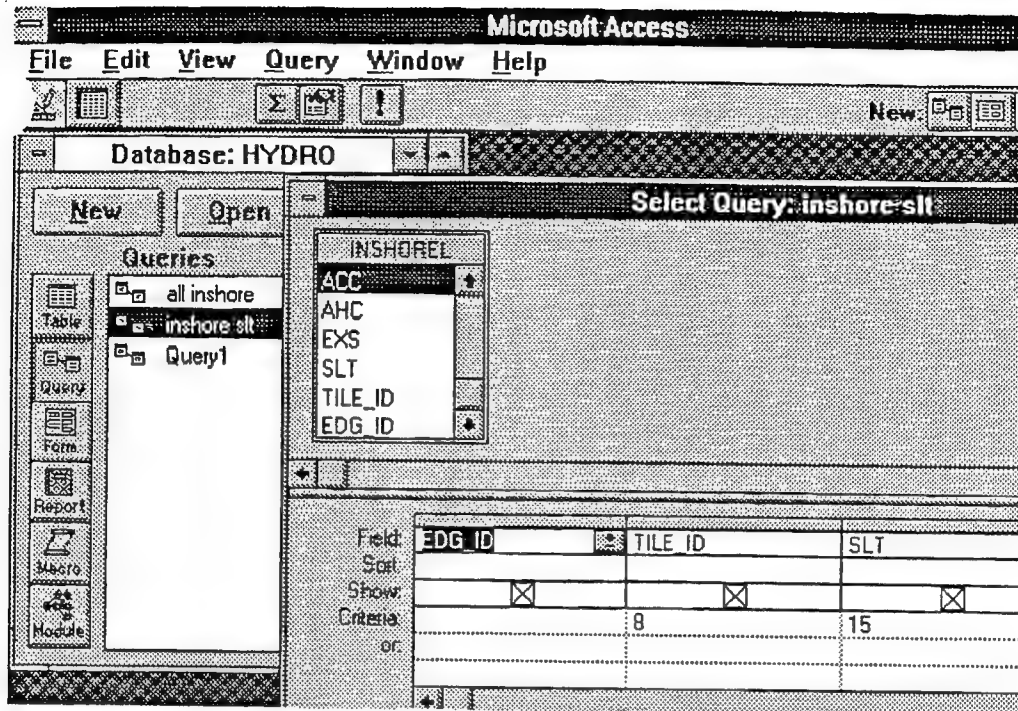 Microsoft Access
File Edit View Query Window Help
Σ ! New:
Database: HYDRO
New Open
Select Query: inshore slt
Queries
INSHOREL
ACC
AHC
EXS
SLT
TILE_ID
EDG_ID
all inshore
inshore slt
Query1
Table
Query
Form
Report
Macro
Module
Field: EDG_ID TILE_ID SLT
Sort:
Show:
Criteria: 8 15
or: